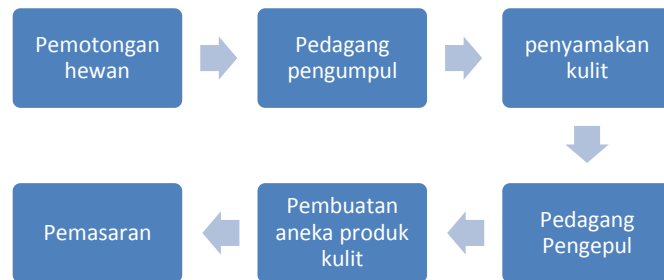 Pemotongan
hewan
Pedagang
pengumpul
penyamakan
kulit
Pedagang
Pengepul
Pembuatan
aneka produk
kulit
Pemasaran